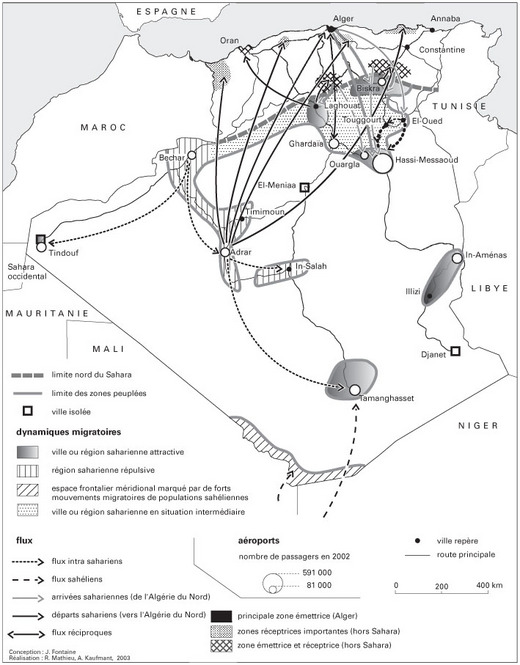 ESPAGNE
Alger
Annaba
Oran
Constantine
Biskra
TUNISIE
MAROC
Laghouat
Touggourt
El-Oued
Ghardaïa
Bechar
Ouargla
Hassi-Messaoud
El-Meniaa
Timimoun
Adrar
In-Salah
Tindouf
In-Aménas
Sahara
occidental
LIBYE
Illizi
MAURITANIE
MALI
Djanet
Tamanghasset
NIGER
limite nord du Sahara
limite des zones peuplées
ville isolée
dynamiques migratoires
ville ou région saharienne attractive
région saharienne répulsive
espace frontalier méridional marqué par de forts
mouvements migratoires de populations sahéliennes
ville ou région saharienne en situation intermédiaire
flux
flux intra sahariens
flux sahéliens
arrivées sahariennes (de l'Algérie du Nord)
départs sahariens (vers l'Algérie du Nord)
flux réciproques
aéroports
nombre de passagers en 2002
591 000
81 000
ville repère
route principale
0 200 400 km
principale zone émettrice (Alger)
zones réceptrices importantes (hors Sahara)
zone émettrice et réceptrice (hors Sahara)
Conception : J. Fontaine
Réalisation : R. Mathieu, A. Kaufmant, 2003